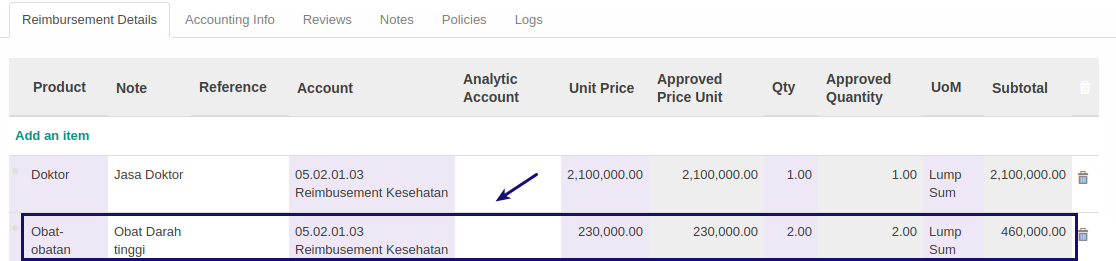 Reimbursement Details Accounting Info Reviews Notes Policies Logs
Product Note Reference Account Analytic Account Unit Price Approved Price Unit Qty Approved Quantity UoM Subtotal
Add an item
Doktor Jasa Doktor 05.02.01.03 2,100,000.00 2,100,000.00 1.00 1.00 Lump 2,100,000.00
Reimbusement Kesehatan Sum
Obat- Obat Darah 05.02.01.03 230,000.00 230,000.00 2.00 2.00 Lump 460,000.00
obatan tinggi Reimbusement Kesehatan Sum